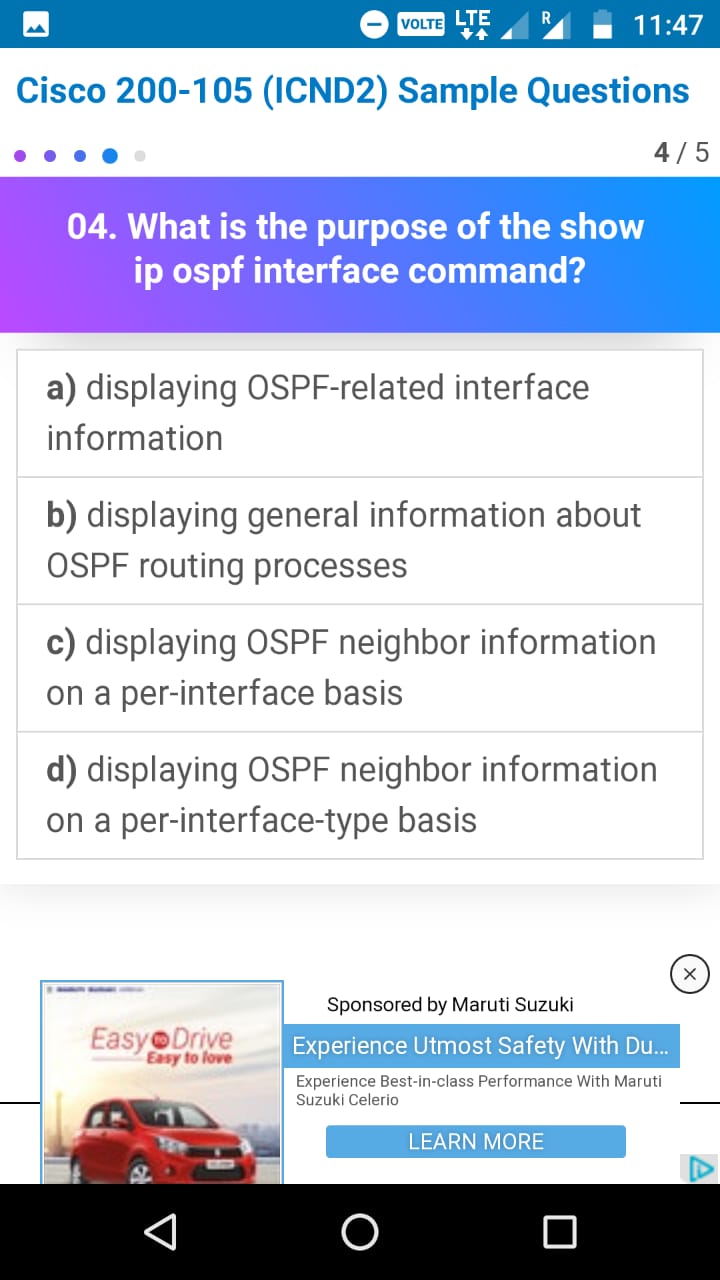 VOLTE LTE R 11:47
Cisco 200-105 (ICND2) Sample Questions
4 / 5
04. What is the purpose of the show
ip ospf interface command?
a) displaying OSPF-related interface
information
b) displaying general information about
OSPF routing processes
c) displaying OSPF neighbor information
on a per-interface basis
d) displaying OSPF neighbor information
on a per-interface-type basis
Easy to Drive
Easy to love
Sponsored by Maruti Suzuki
Experience Utmost Safety With Du...
Experience Best-in-class Performance With Maruti
Suzuki Celerio
LEARN MORE